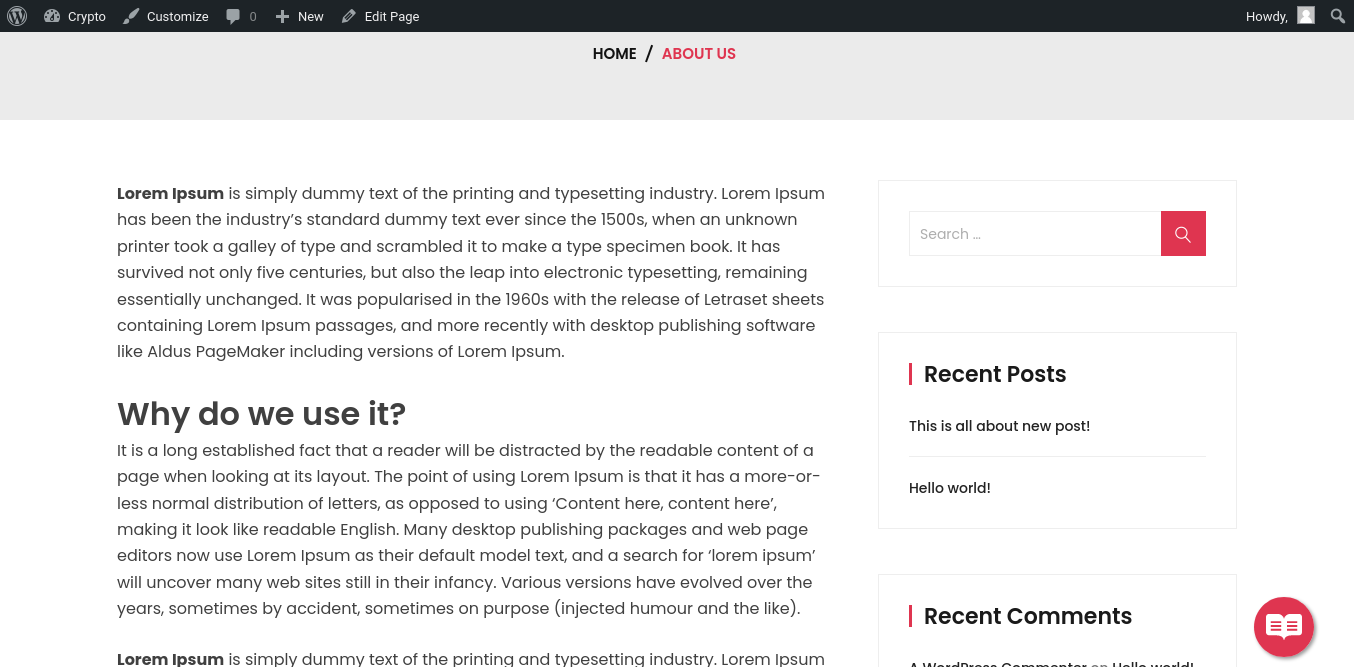 Crypto Customize 0 New Edit Page Howdy,
HOME / ABOUT US
Lorem Ipsum is simply dummy text of the printing and typesetting industry. Lorem Ipsum
has been the industry’s standard dummy text ever since the 1500s, when an unknown
printer took a galley of type and scrambled it to make a type specimen book. It has
survived not only five centuries, but also the leap into electronic typesetting, remaining
essentially unchanged. It was popularised in the 1960s with the release of Letraset sheets
containing Lorem Ipsum passages, and more recently with desktop publishing software
like Aldus PageMaker including versions of Lorem Ipsum.
Why do we use it?
It is a long established fact that a reader will be distracted by the readable content of a
page when looking at its layout. The point of using Lorem Ipsum is that it has a more-or-
less normal distribution of letters, as opposed to using ‘Content here, content here’,
making it look like readable English. Many desktop publishing packages and web page
editors now use Lorem Ipsum as their default model text, and a search for ‘lorem ipsum’
will uncover many web sites still in their infancy. Various versions have evolved over the
years, sometimes by accident, sometimes on purpose (injected humour and the like).
Lorem Ipsum is simply dummy text of the printing and typesetting industry. Lorem Ipsum
Search …
Recent Posts
This is all about new post!
Hello world!
Recent Comments
A WordPress Commenter on Hello world!